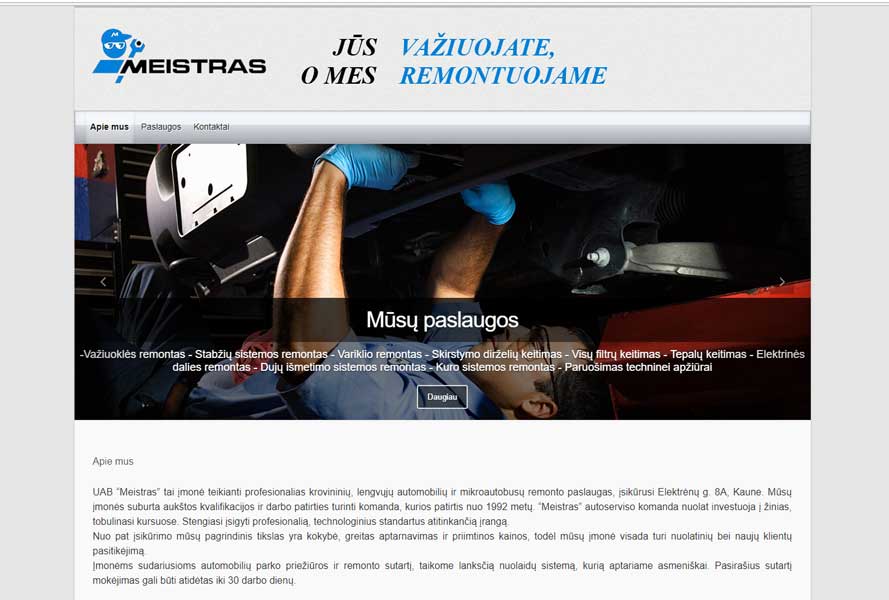 MEISTRAS
JŪS VAŽIUOJATE,
O MES REMONTUOJAME
Apie mus Paslaugos Kontaktai
Mūsų paslaugos
-Važiuoklės remontas - Stabžių sistemos remontas - Variklio remontas - Skirstymo dirželių keitimas - Visų filtrų keitimas - Tepalų keitimas - Elektrinės
dalies remontas - Dujų išmetimo sistemos remontas - Kuro sistemos remontas - Paruošimas techninei apžiūrai
Daugiau
Apie mus
UAB “Meistras” tai įmonė teikianti profesionalias krovininių, lengvųjų automobilių ir mikroautobusų remonto paslaugas, įsikūrusi Elektrėnų g. 8A, Kaune. Mūsų
įmonės suburta aukštos kvalifikacijos ir darbo patirties turinti komanda, kurios patirtis nuo 1992 metų. “Meistras” autoserviso komanda nuolat investuoja į žinias,
tobulinasi kursuose. Stengiasi įsigyti profesionalią, technologinius standartus atitinkančią įrangą.
Nuo pat įsikūrimo mūsų pagrindinis tikslas yra kokybė, greitas aptarnavimas ir priimtinos kainos, todėl mūsų įmonė visada turi nuolatinių bei naujų klientų
pasitikėjimą.
Įmonėms sudariusioms automobilių parko priežiūros ir remonto sutartį, taikome lanksčią nuolaidų sistemą, kurią aptariame asmeniškai. Pasirašius sutartį
mokėjimas gali būti atidėtas iki 30 darbo dienų.